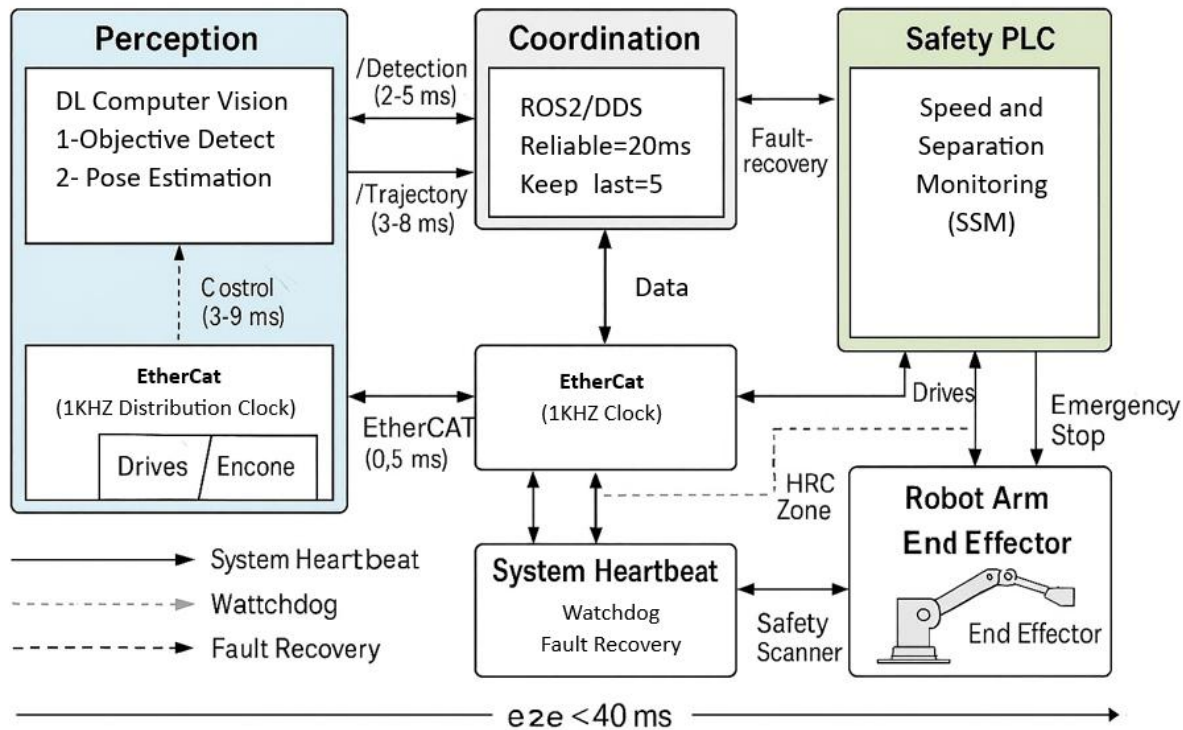 Perception
DL Computer Vision
1-Objective Detect
2- Pose Estimation
C ostrol
(3-9 ms)
EtherCat
(1KHZ Distribution Clock)
Drives / Encone
/Detection
(2-5 ms)
/Trajectory
(3-8 ms)
EtherCAT
(0,5 ms)
Coordination
ROS2/DDS
Reliable=20ms
Keep last=5
Data
EtherCat
(1KHZ Clock)
System Heartbeat
Watchdog
Fault Recovery
Fault-
recovery
Safety PLC
Speed and
Separation
Monitoring
(SSM)
Drives
Emergency
Stop
HRC
Zone
Safety
Scanner
Robot Arm
End Effector
End Effector
System Heartbeat
Wattchdog
Fault Recovery
e2e <40 ms